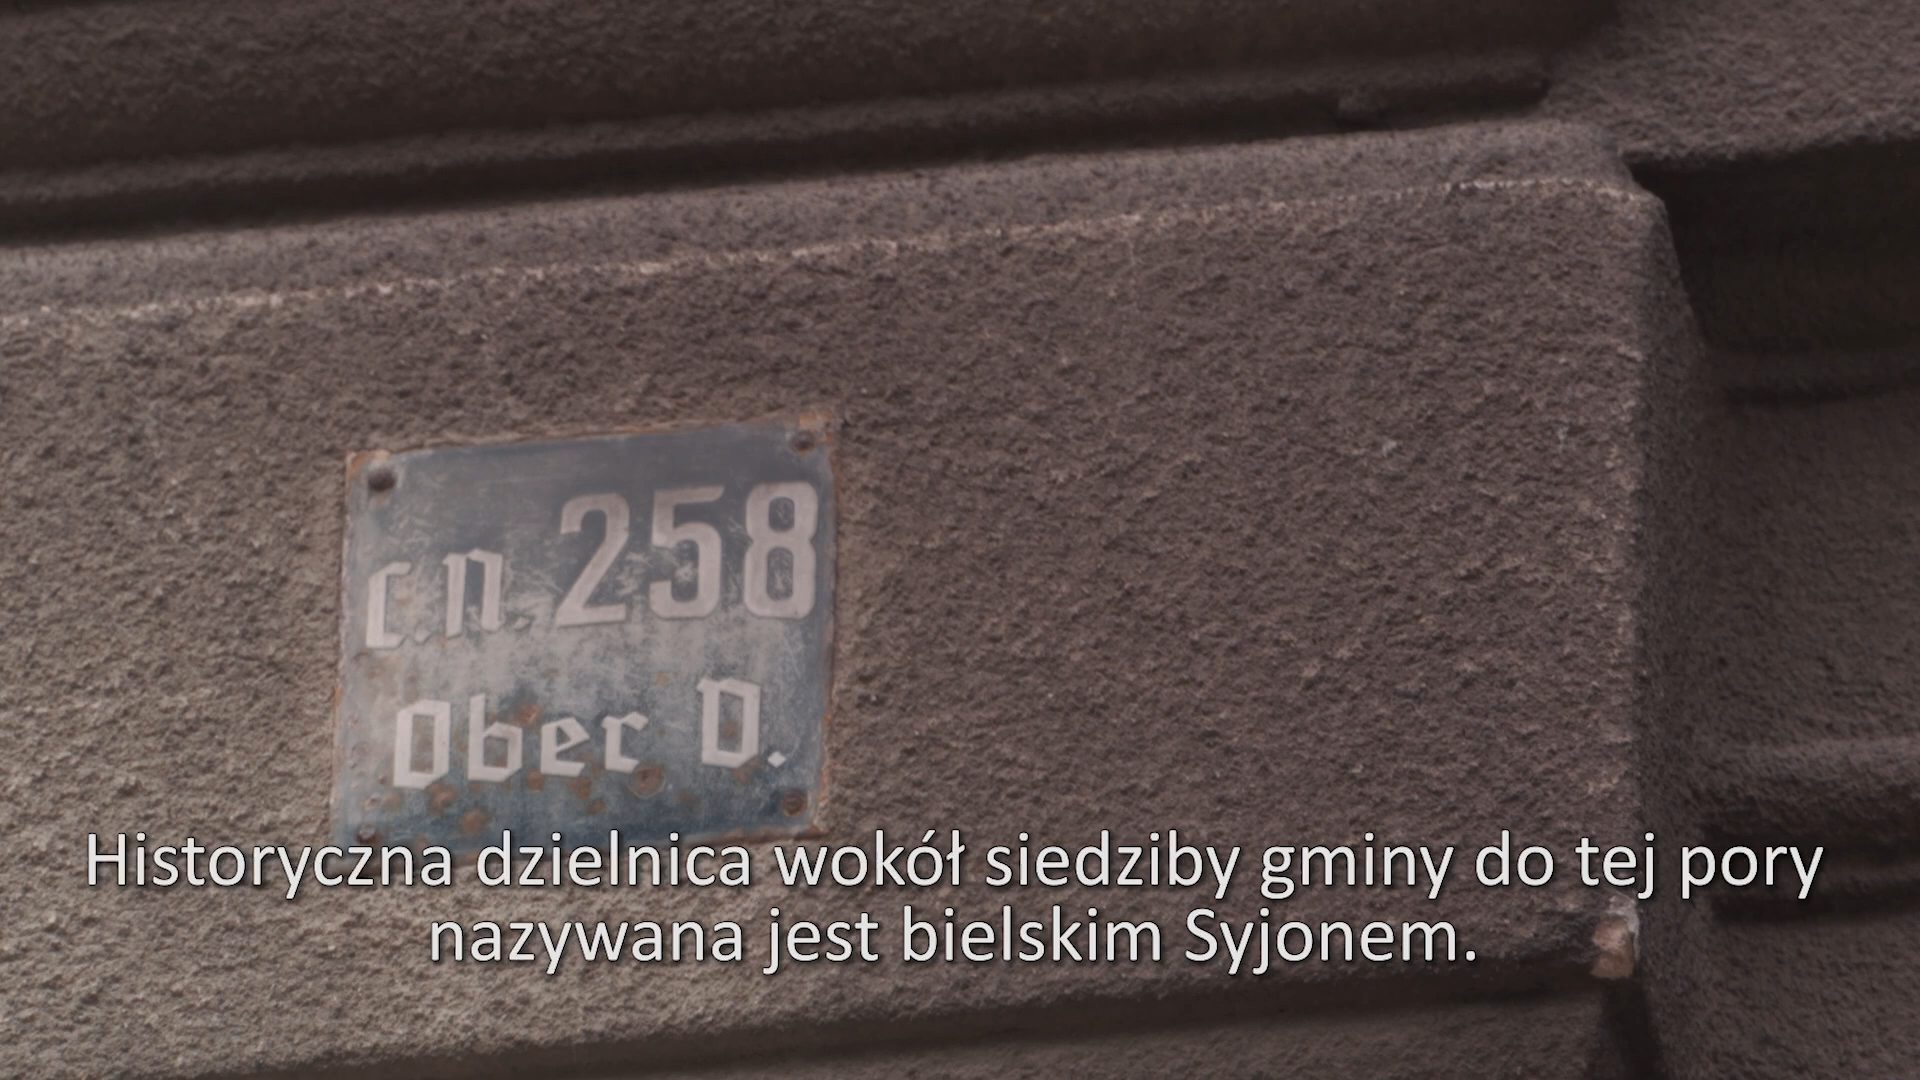 c.n. 258
Ober D.
Historyczna dzielnica wokół siedziby gminy do tej pory
nazywana jest bielskim Syjonem.